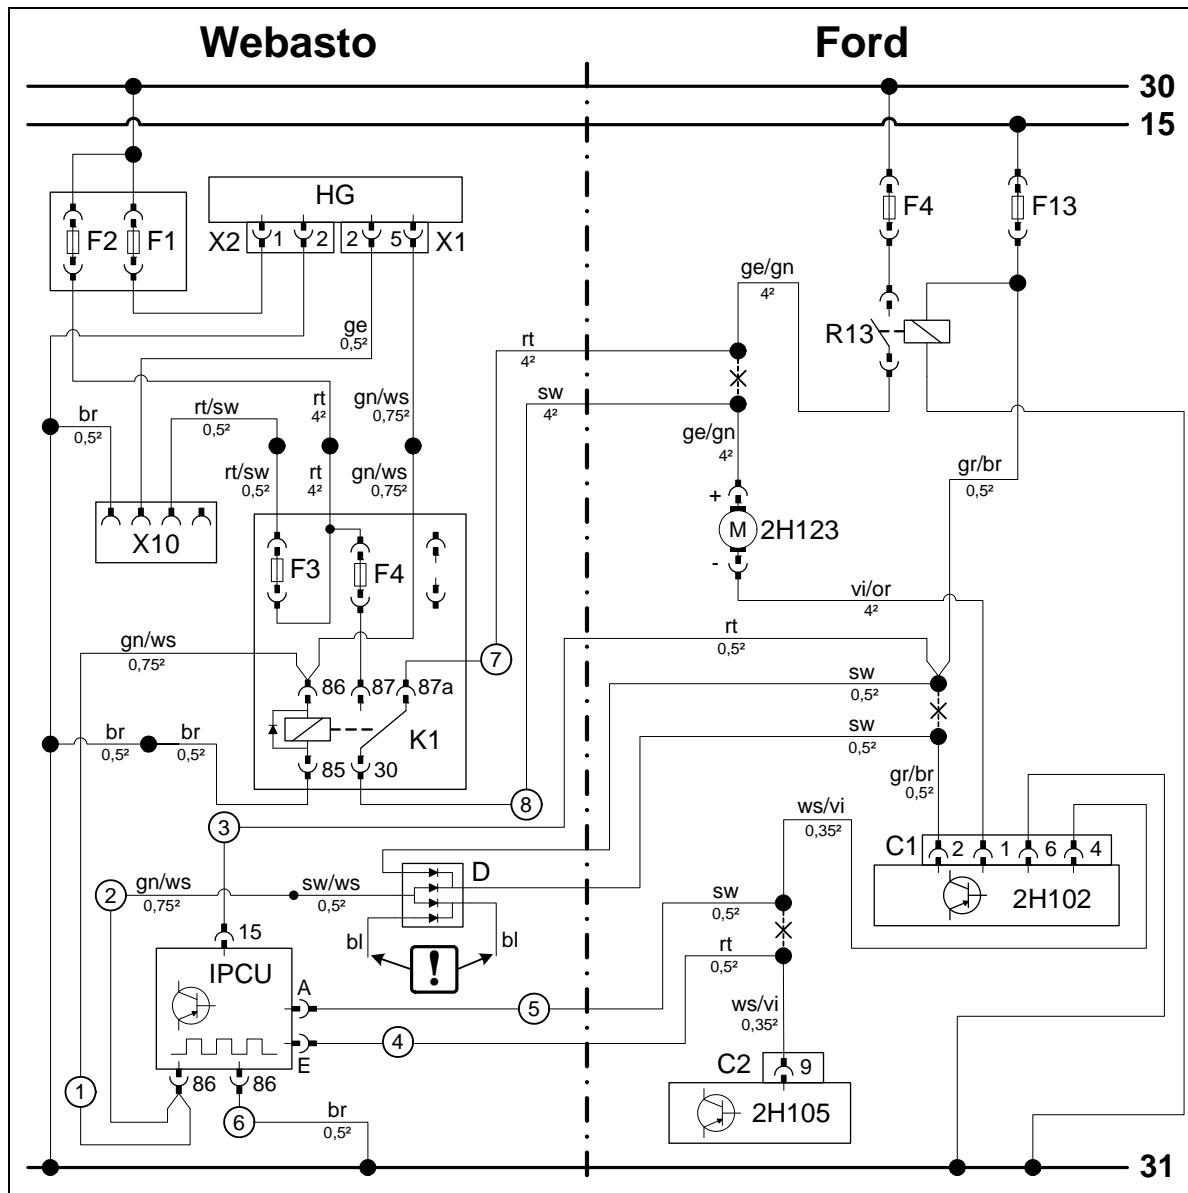 Webasto Ford
30
15
HG
F2 F1
X2 1 2 2 5 X1
F4 F13
ge/gn
4²
ge
0,5²
rt
4²
R13
br
0,5²
rt/sw
0,5²
rt
4²
gn/ws
0,75²
sw
4²
ge/gn
4²
rt/sw
0,5²
rt
4²
gn/ws
0,75²
gr/br
0,5²
X10
+
M 2H123
-
F3 F4
vi/or
4²
gn/ws
0,75²
rt
0,5²
7
86 87 87a
sw
0,5²
K1
br
0,5²
br
0,5²
sw
0,5²
85 30
gr/br
0,5²
8
3
ws/vi
0,35²
C1 2 1 6 4
2H102
2
gn/ws
0,75²
sw/ws
0,5²
D
sw
0,5²
15
bl ! bl
rt
0,5²
IPCU
A
5
ws/vi
0,35²
E
4
C2 9
1
86 86
2H105
6
br
0,5²
31